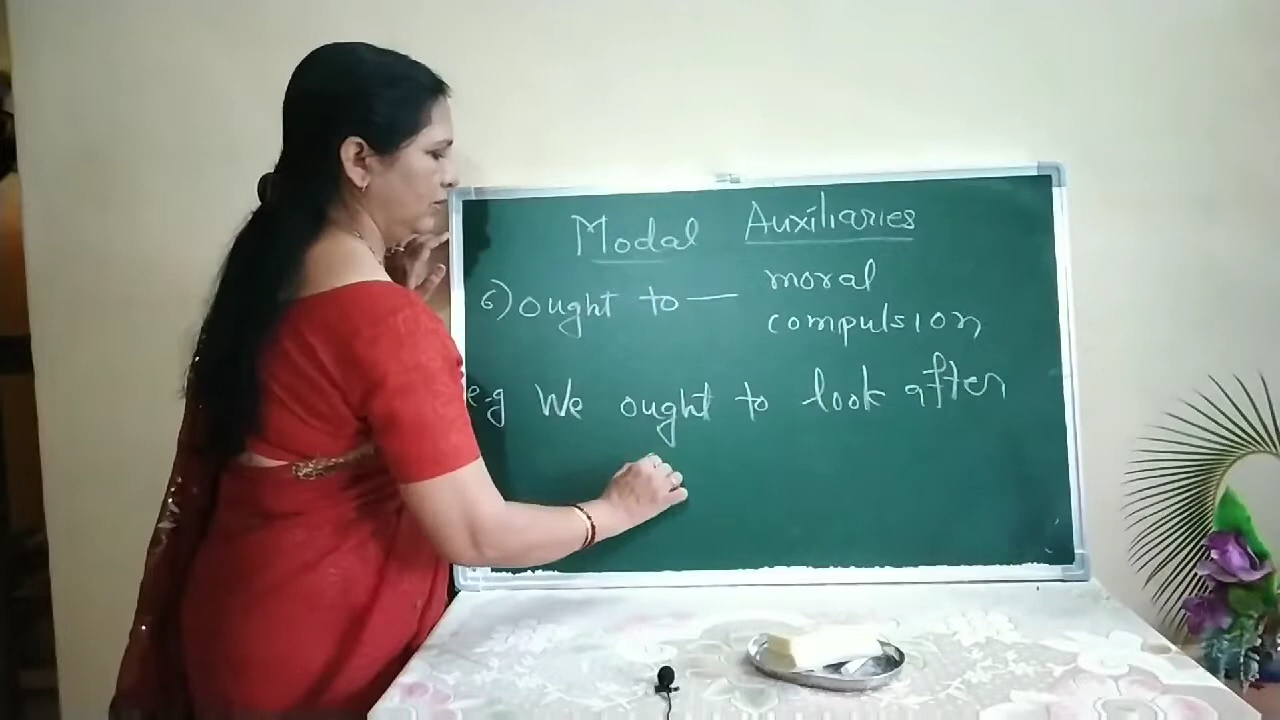 Modal Auxiliaries
6) ought to — moral
compulsion
e-g We ought to look after